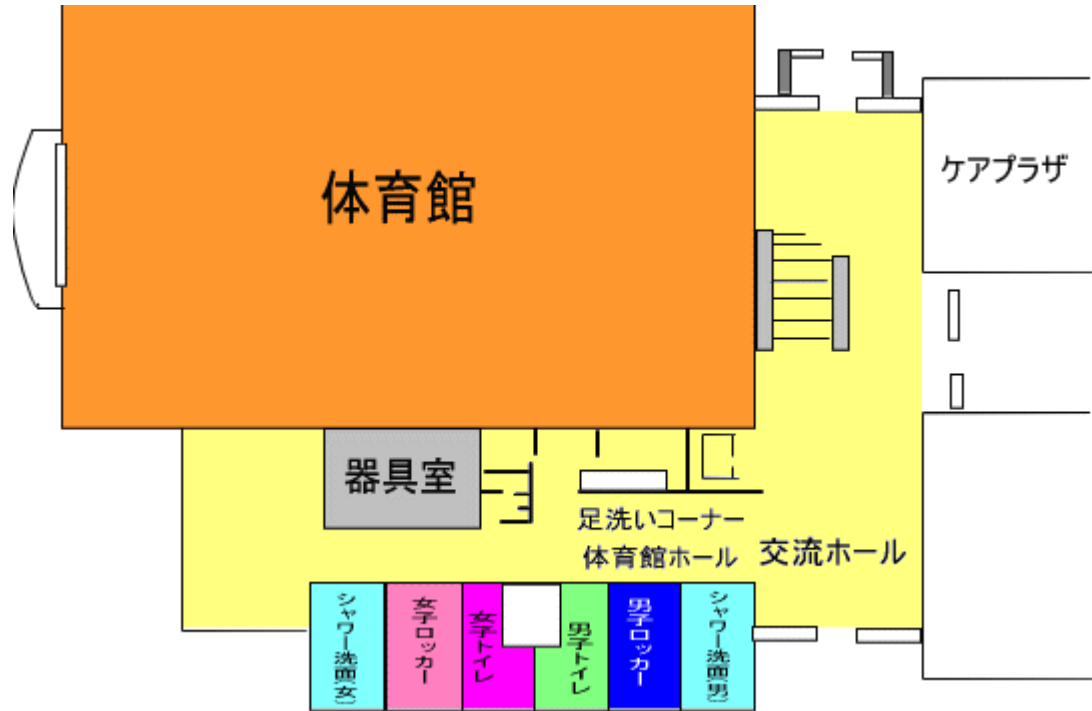 体育館
ケアプラザ
器具室
足洗いコーナー
体育館ホール
交流ホール
シャワー洗面(女)
女子ロッカー
女子トイレ
男子トイレ
男子ロッカー
シャワー洗面(男)